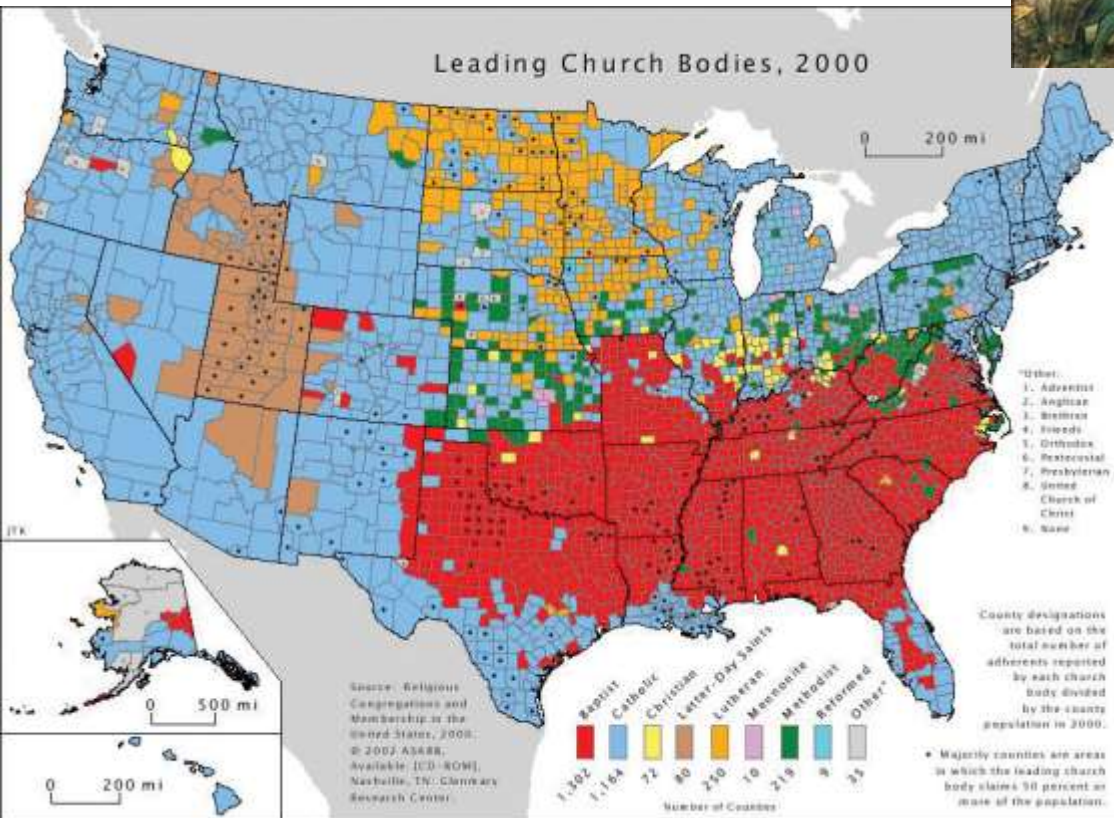 Leading Church Bodies, 2000
0 200 mi
"Other:
1. Adventist
2. Anglican
3. Brethren
4. Friends
5. Orthodox
6. Pentecostal
7. Presbyterian
8. United
Church of
Christ
9. None
JTK
0 500 mi
0 200 mi
Source: Religious
Congregations and
Membership in the
United States, 2000.
© 2002 ASARB,
Available: [CD-ROM],
Nashville, TN: Glenmary
Research Center.
Baptist
Catholic
Christian
Latter-Day Saints
Lutheran
Mennonite
Methodist
Reformed
Other*
1,302
1,164
72
80
250
10
219
9
35
Number of Counties
County designations
are based on the
total number of
adherents reported
by each church
body divided
by the county
population in 2000.
• Majority counties are areas
in which the leading church
body claims 50 percent or
more of the population.